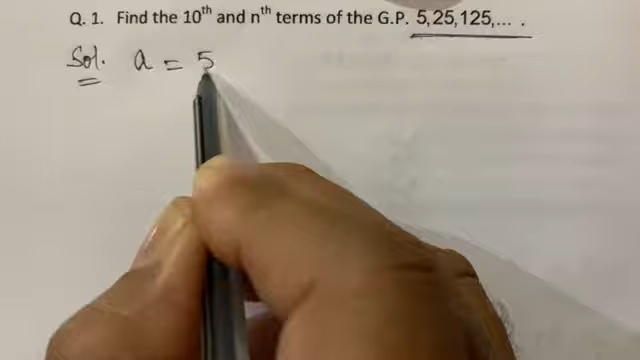 Q. 1. Find the 10th and nth terms of the G.P. 5,25,125,... .
Sol. a = 5